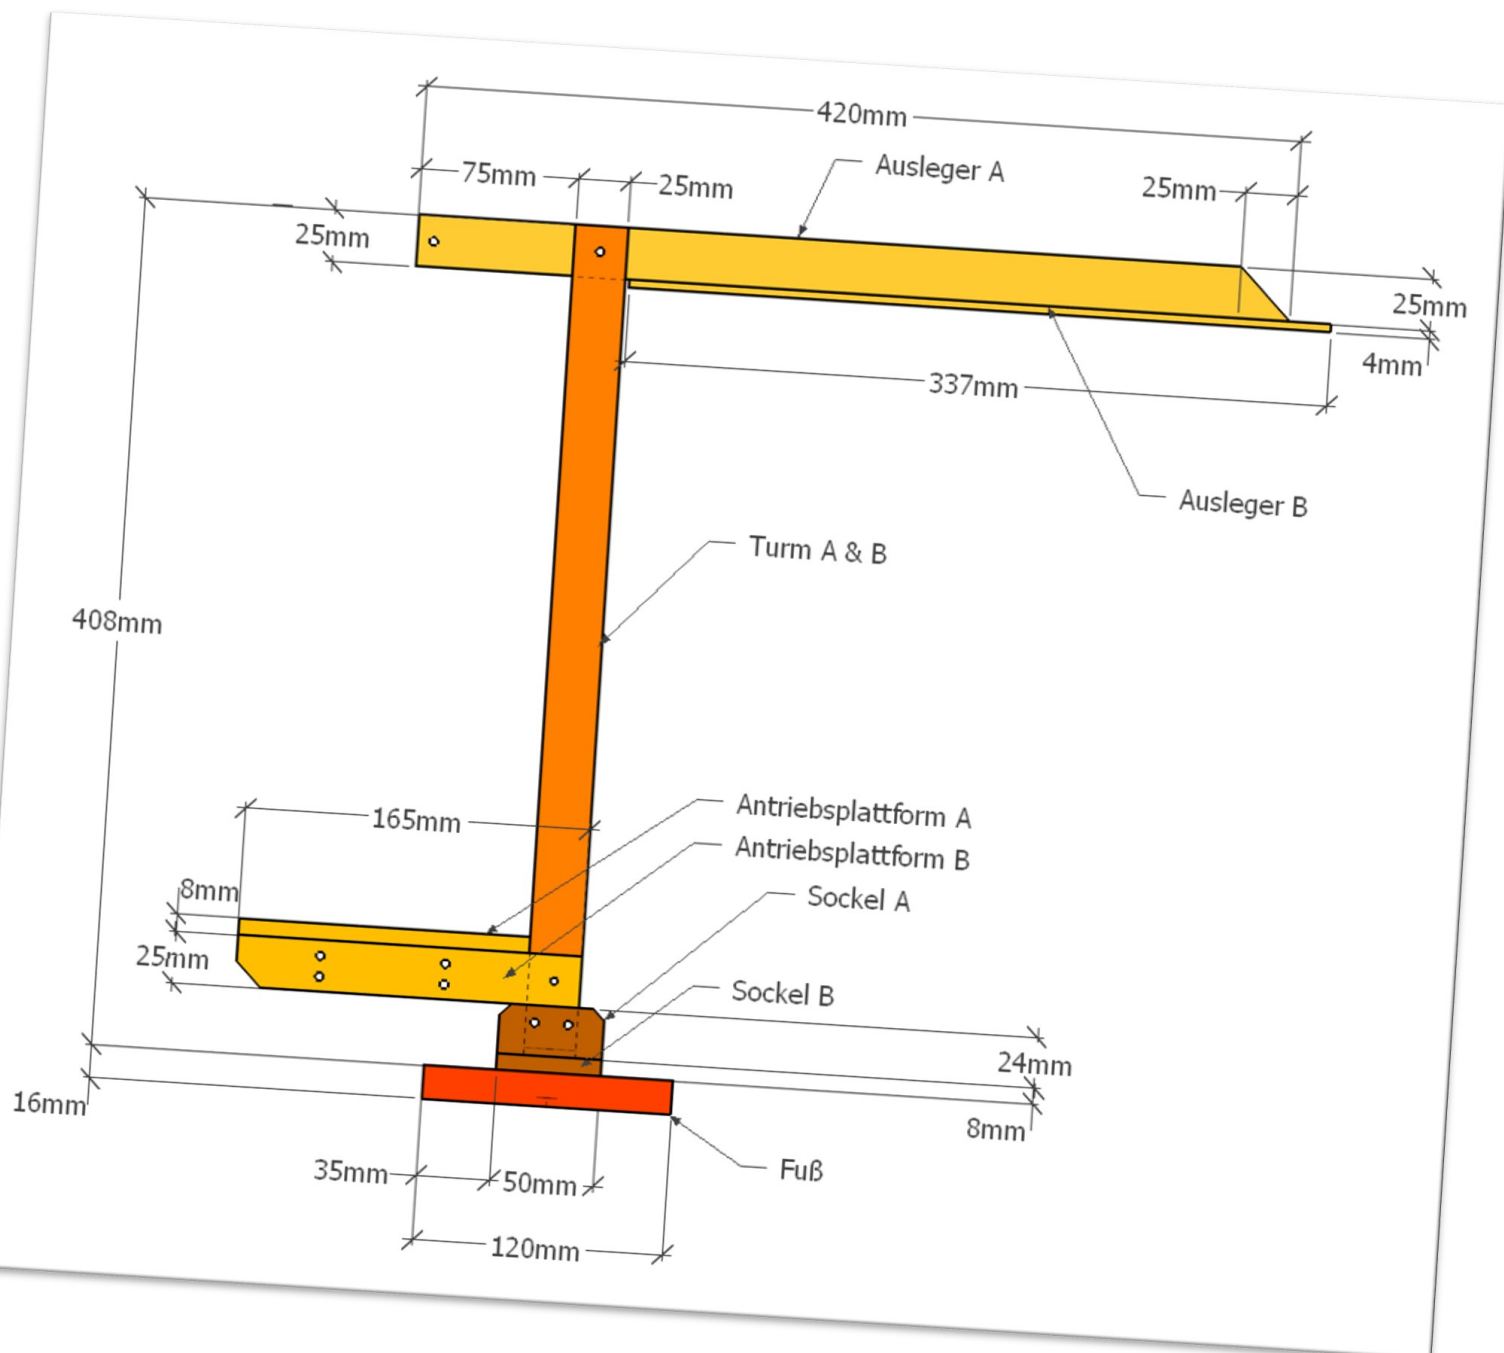 420mm
Ausleger A
75mm
25mm
25mm
25mm
25mm
4mm
337mm
Ausleger B
Turm A & B
408mm
Antriebsplattform A
165mm
Antriebsplattform B
8mm
Sockel A
25mm
Sockel B
24mm
16mm
8mm
Fuß
35mm
50mm
120mm